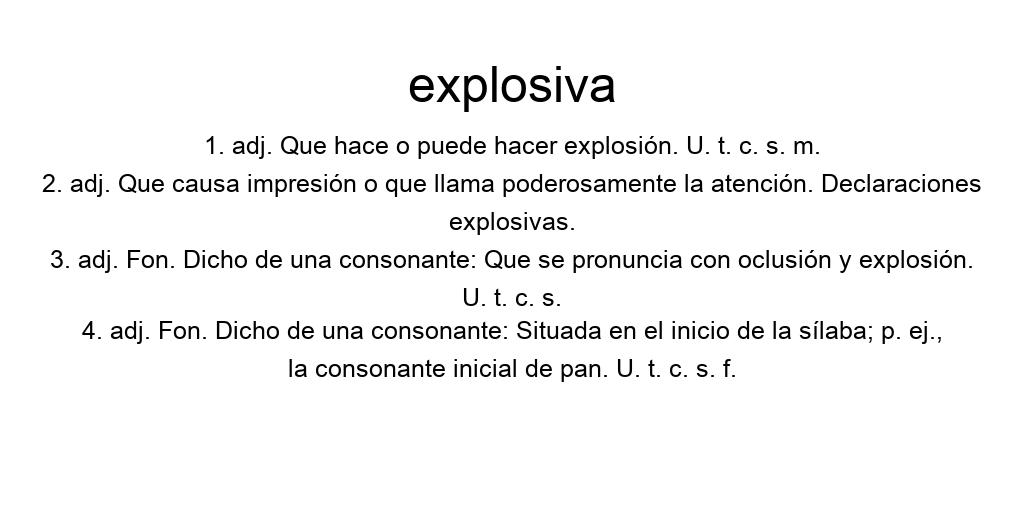 explosiva
1. adj. Que hace o puede hacer explosión. U. t. c. s. m.
2. adj. Que causa impresión o que llama poderosamente la atención. Declaraciones
explosivas.
3. adj. Fon. Dicho de una consonante: Que se pronuncia con oclusión y explosión.
U. t. c. s.
4. adj. Fon. Dicho de una consonante: Situada en el inicio de la sílaba; p. ej.,
la consonante inicial de pan. U. t. c. s. f.